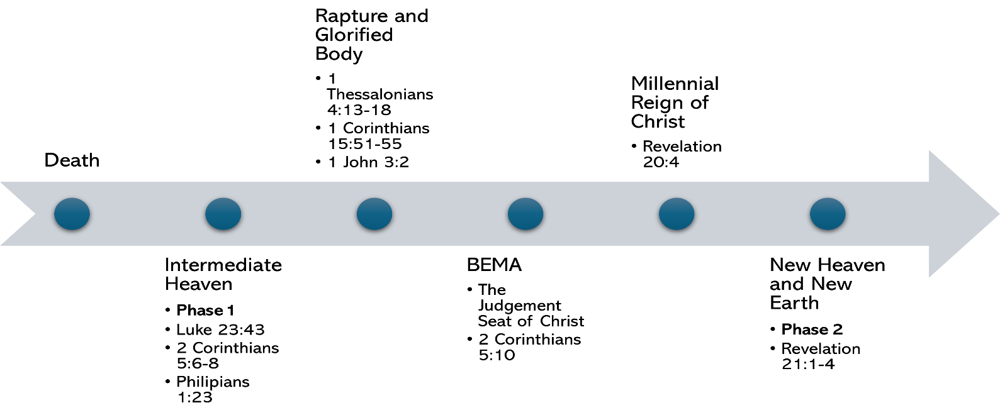 Death
Intermediate
Heaven
• Phase 1
• Luke 23:43
• 2 Corinthians
5:6-8
• Philipians
1:23
Rapture and
Glorified
Body
• 1
Thessalonians
4:13-18
• 1 Corinthians
15:51-55
• 1 John 3:2
BEMA
• The
Judgement
Seat of Christ
• 2 Corinthians
5:10
Millennial
Reign of
Christ
• Revelation
20:4
New Heaven
and New
Earth
• Phase 2
• Revelation
21:1-4